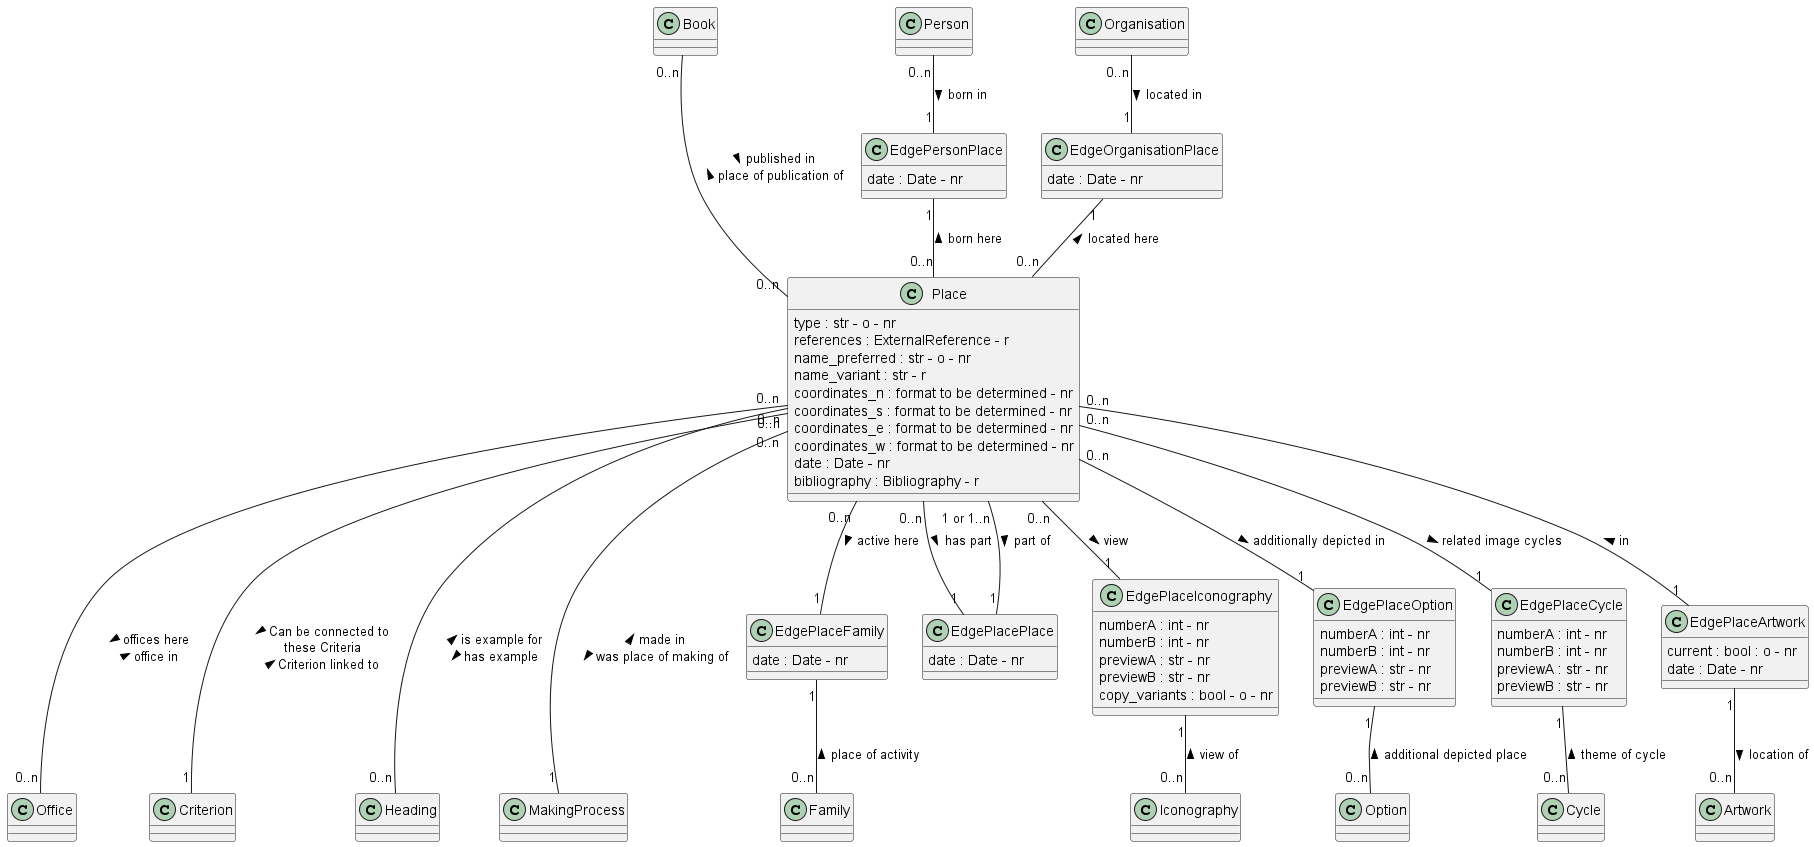 C Book
C Person
C Organisation
0..n
0..n
0..n
born in
located in
1
1
C EdgePersonPlace
date : Date - nr
C EdgeOrganisationPlace
date : Date - nr
published in
place of publication of
1
1
born here
located here
0..n
0..n
0..n
C Place
type : str - o - nr
references : ExternalReference - r
name_preferred : str - o - nr
name_variant : str - r
coordinates_n : format to be determined - nr
coordinates_s : format to be determined - nr
coordinates_e : format to be determined - nr
coordinates_w : format to be determined - nr
date : Date - nr
bibliography : Bibliography - r
0..n
0..n
0..n
0..n
0..n
0..n
0..n
0..n
0..n
1 or 1..n
0..n
active here
has part
part of
view
additionally depicted in
related image cycles
in
1
1
1
1
1
1
1
offices here
office in
Can be connected to
these Criteria
Criterion linked to
is example for
has example
made in
was place of making of
C EdgePlaceFamily
date : Date - nr
C EdgePlacePlace
date : Date - nr
C EdgePlaceIconography
numberA : int - nr
numberB : int - nr
previewA : str - nr
previewB : str - nr
copy_variants : bool - o - nr
C EdgePlaceOption
numberA : int - nr
numberB : int - nr
previewA : str - nr
previewB : str - nr
C EdgePlaceCycle
numberA : int - nr
numberB : int - nr
previewA : str - nr
previewB : str - nr
C EdgePlaceArtwork
current : bool : o - nr
date : Date - nr
1
1
1
1
1
place of activity
view of
additional depicted place
theme of cycle
location of
0..n
1
0..n
1
0..n
0..n
0..n
0..n
0..n
C Office
C Criterion
C Heading
C MakingProcess
C Family
C Iconography
C Option
C Cycle
C Artwork